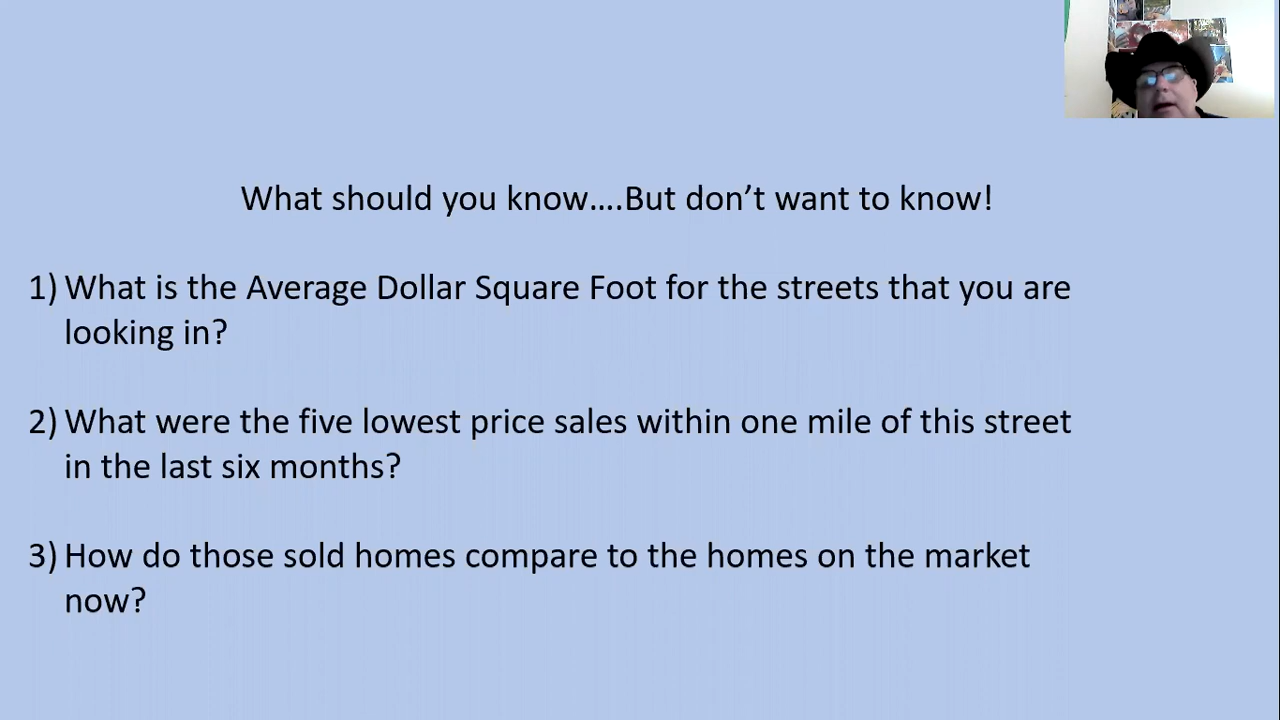 What should you know....But don’t want to know!
1) What is the Average Dollar Square Foot for the streets that you are
looking in?
2) What were the five lowest price sales within one mile of this street
in the last six months?
3) How do those sold homes compare to the homes on the market
now?